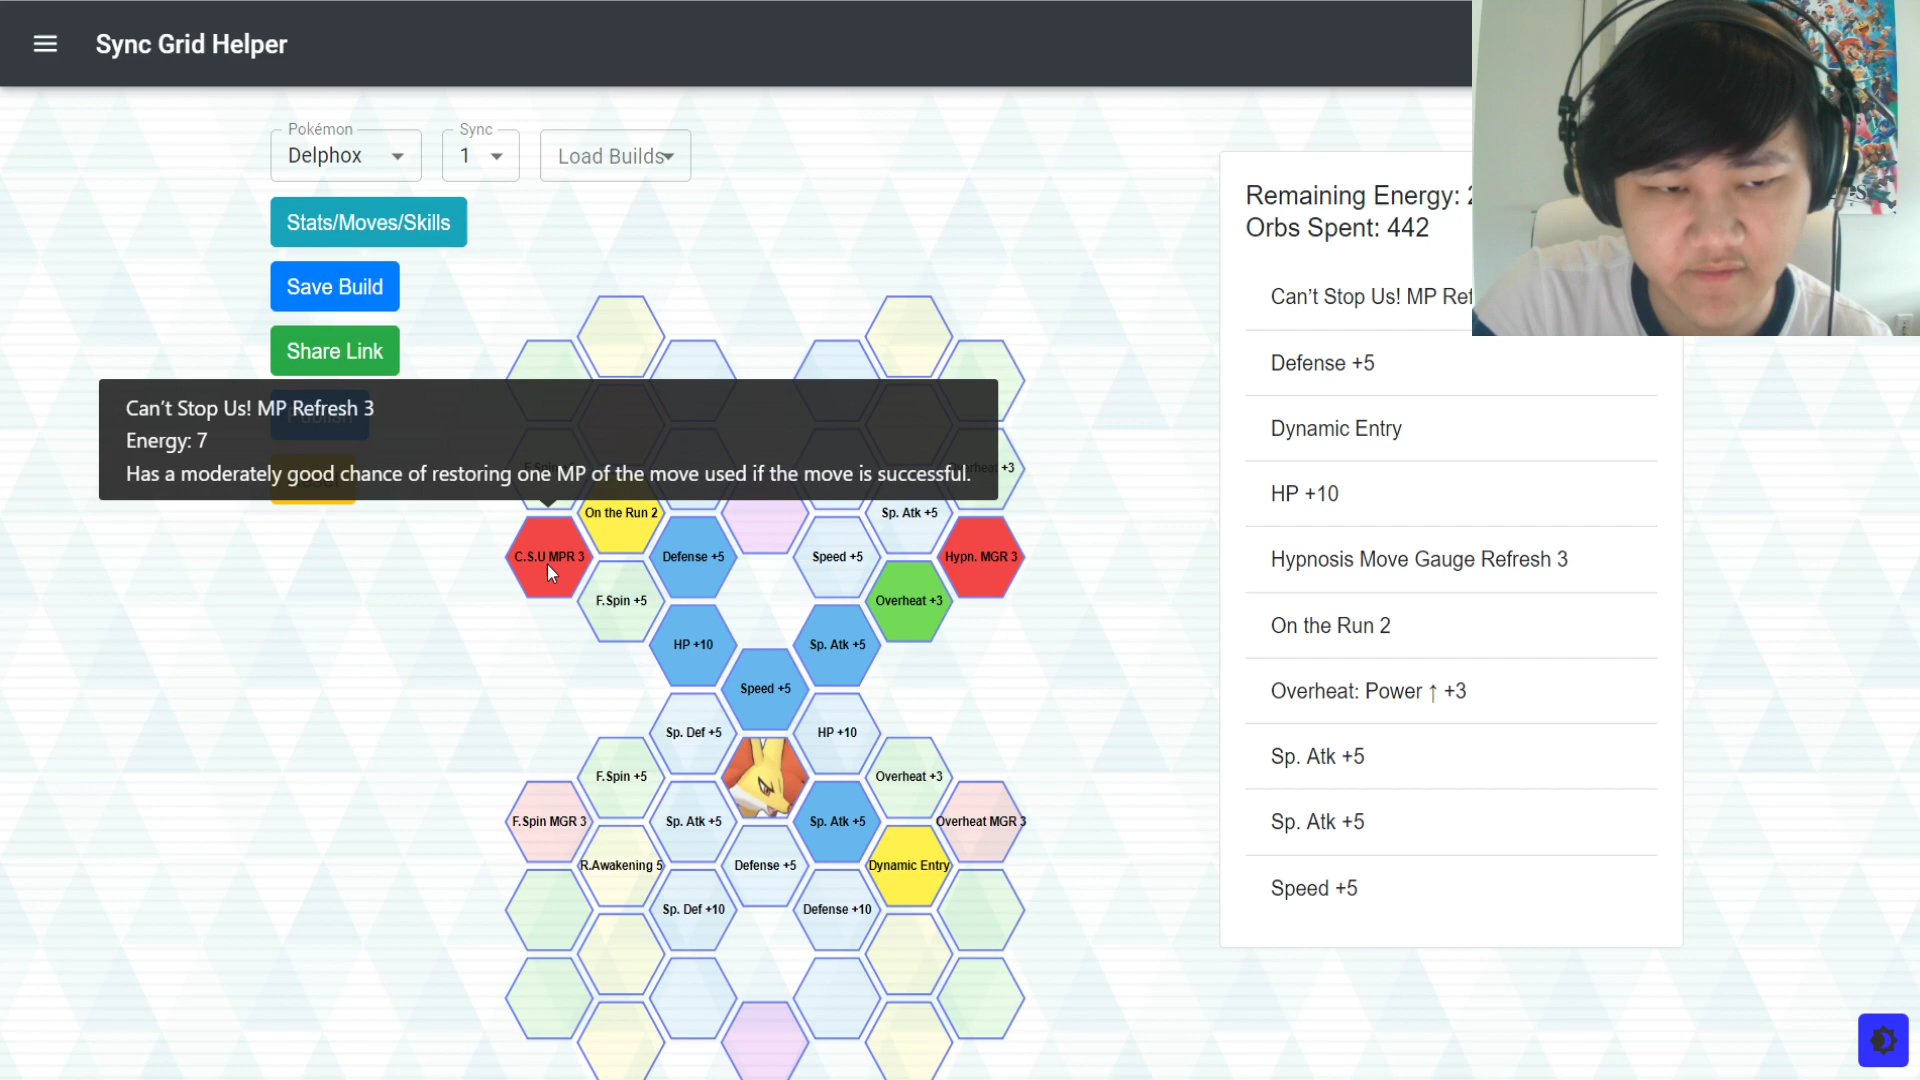 Sync Grid Helper
Pokémon
Delphox
Sync
1
Load Builds
Stats/Moves/Skills
Save Build
Share Link
Can't Stop Us! MP Refresh 3
Energy: 7
Has a moderately good chance of restoring one MP of the move used if the move is successful.
On the Run 2
Sp. Atk +5
C.S.U MPR 3
Defense +5
Speed +5
Hypn. MGR 3
F.Spin +5
Overheat +3
HP +10
Sp. Atk +5
Speed +5
Sp. Def +5
HP +10
F.Spin +5
Overheat +3
F.Spin MGR 3
Sp. Atk +5
Sp. Atk +5
Overheat MGR 3
R.Awakening 5
Defense +5
Dynamic Entry
Sp. Def +10
Defense +10
Remaining Energy:
Orbs Spent: 442
Can't Stop Us! MP
Defense +5
Dynamic Entry
HP +10
Hypnosis Move Gauge Refresh 3
On the Run 2
Overheat: Power ↑ +3
Sp. Atk +5
Sp. Atk +5
Speed +5